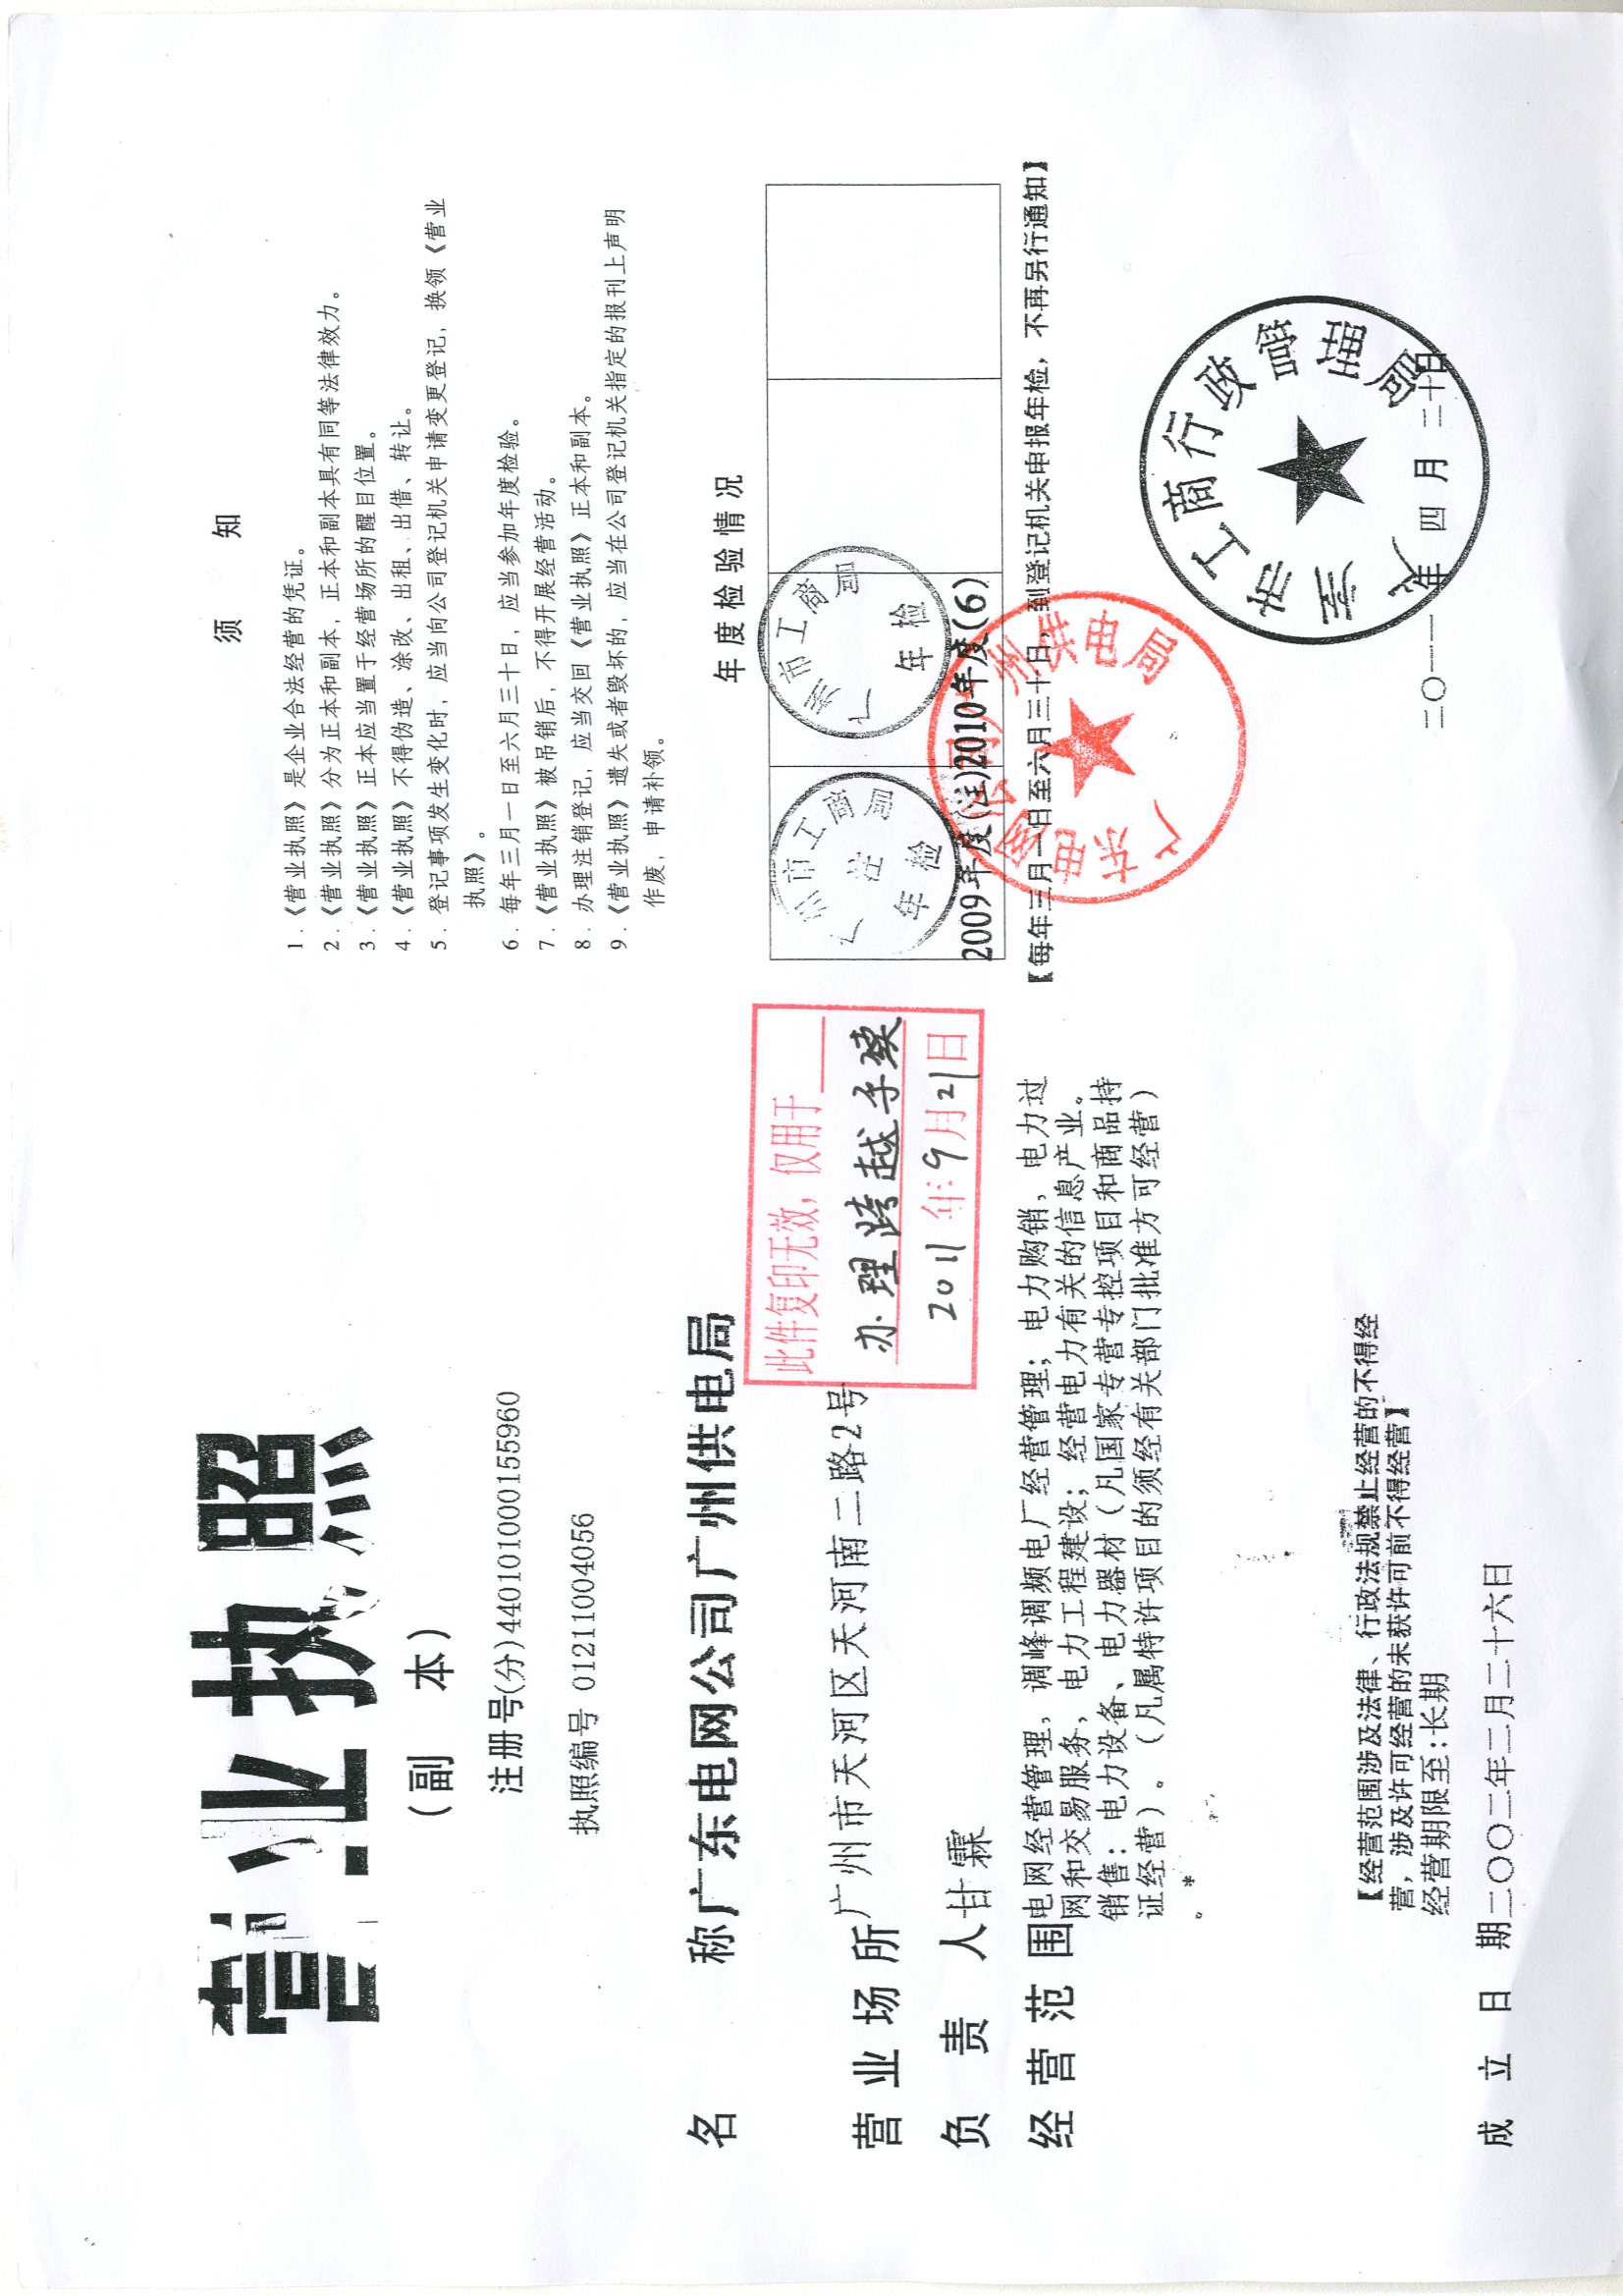 营业执照
（副 本）
注册号(分)440101000155960
执照编号 01211004056
名 称 广东电网公司广州供电局
营业场所 广州市天河区天河南二路2号
负 责 人 甘霖
经营范围 电网经营管理，调峰调频电厂经营管理；电力购销，电力过
网和交易服务，电力工程建设；经营电力有关的信息产业。
销售：电力设备、电力器材（凡国家专营专控项目和商品持
证经营）。（凡属特许项目的须经有关部门批准方可经营）
。*
【经营范围涉及法律、行政法规禁止经营的不得经
营，涉及许可经营的未获许可前不得经营】
经营期限至:长期
成 立 日 期 二〇〇二年二月二十六日
此件复印无效，仅用于
办理跨越手续
2011年9月21日
须 知
1.《营业执照》是企业合法经营的凭证。
2.《营业执照》分为正本和副本，正本和副本具有同等法律效力。
3.《营业执照》正本应当置于经营场所的醒目位置。
4.《营业执照》不得伪造、涂改、出租、出借、转让。
5. 登记事项发生变化时，应当向公司登记机关申请变更登记，换领《营业
执照》。
6. 每年三月一日至六月三十日，应当参加年度检验。
7.《营业执照》被吊销后，不得开展经营活动。
8. 办理注销登记，应当交回《营业执照》正本和副本。
9.《营业执照》遗失或者毁坏的，应当在公司登记机关指定的报刊上声明
作废，申请补领。
年度检验情况
广州市工商局
注
年检
广州市工商局
年检
2009年度(注)2010年度(6)
【每年三月一日至六月三十日，到登记机关申报年检，不再另行通知】
广东电网公司广州供电局
广州市工商行政管理局
二〇一一年四月二十日